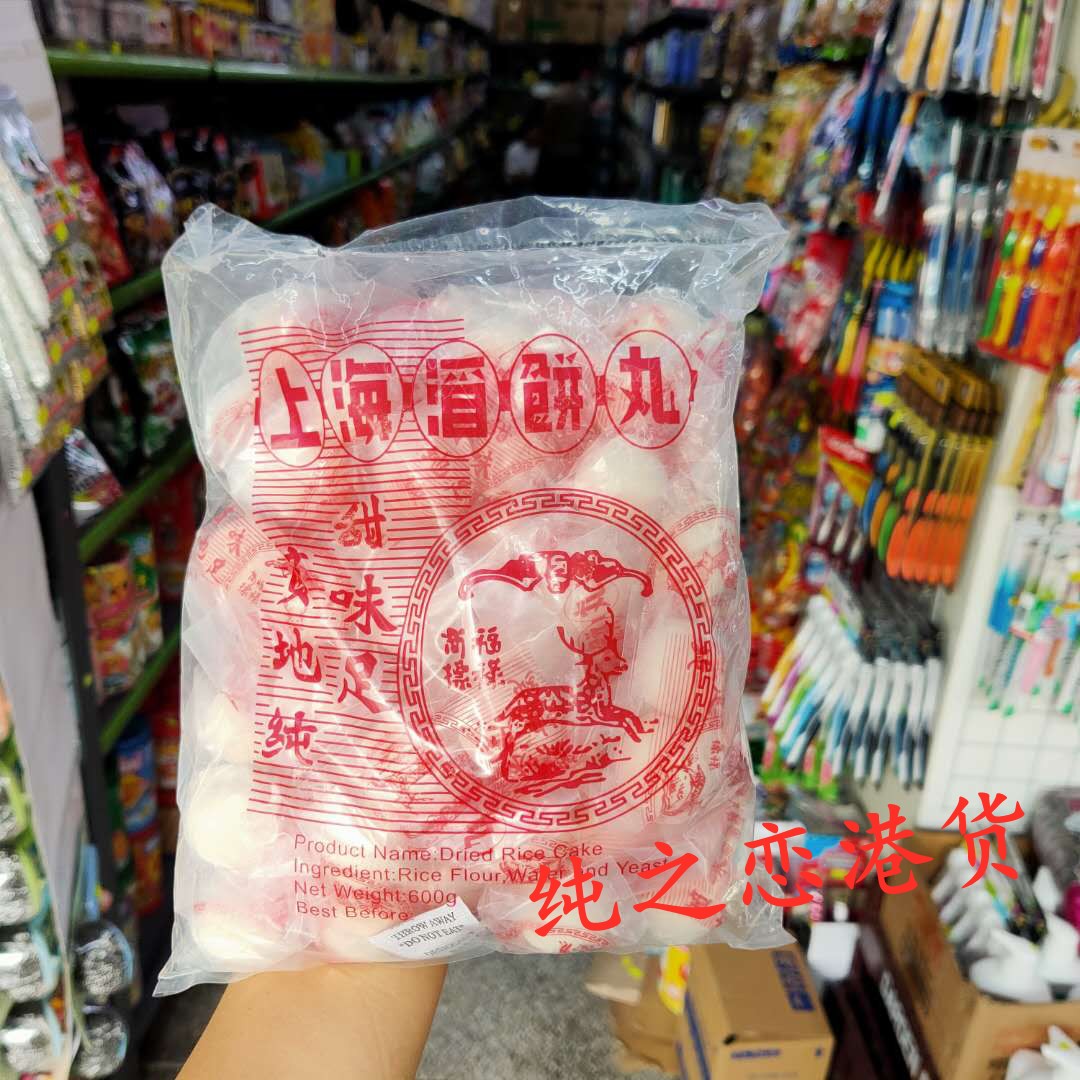 上海酒餅丸
甜味足
真地純
福祿
商標
Product Name:Dried Rice Cake
Ingredient:Rice Flour,Water and Yeast
Net Weight:600g
Best Before:
THROW AWAY
"DO NOT EAT"
纯之恋港货